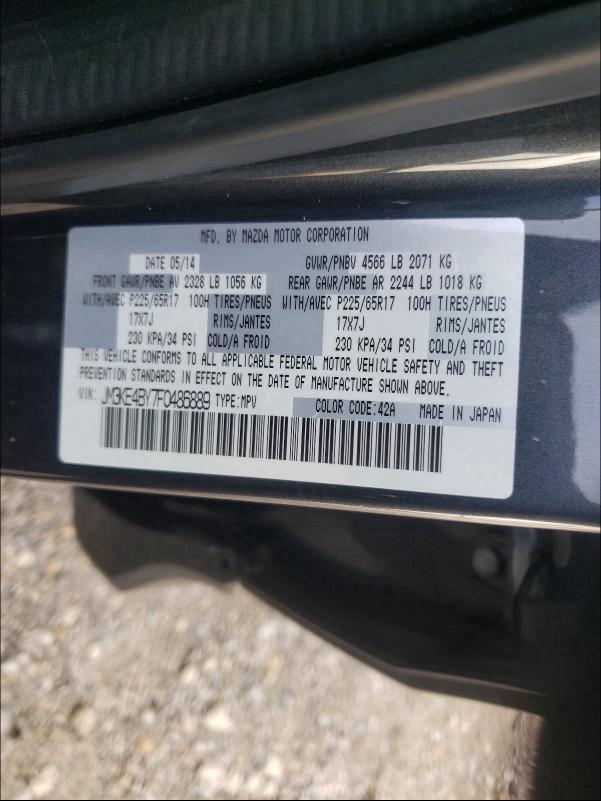 MFD. BY MAZDA MOTOR CORPORATION
DATE 05/14 GVWR/PNBV 4566 LB 2071 KG
FRONT GAWR/PNBE AV 2328 LB 1056 KG REAR GAWR/PNBE AR 2244 LB 1018 KG
WITH/AVEC P225/65R17 100H TIRES/PNEUS WITH/AVEC P225/65R17 100H TIRES/PNEUS
17X7J RIMS/JANTES 17X7J RIMS/JANTES
230 KPA/34 PSI COLD/A FROID 230 KPA/34 PSI COLD/A FROID
THIS VEHICLE CONFORMS TO ALL APPLICABLE FEDERAL MOTOR VEHICLE SAFETY AND THEFT
PREVENTION STANDARDS IN EFFECT ON THE DATE OF MANUFACTURE SHOWN ABOVE.
VIN: JM3KE4BY7F0486889 TYPE:MPV COLOR CODE:42A MADE IN JAPAN